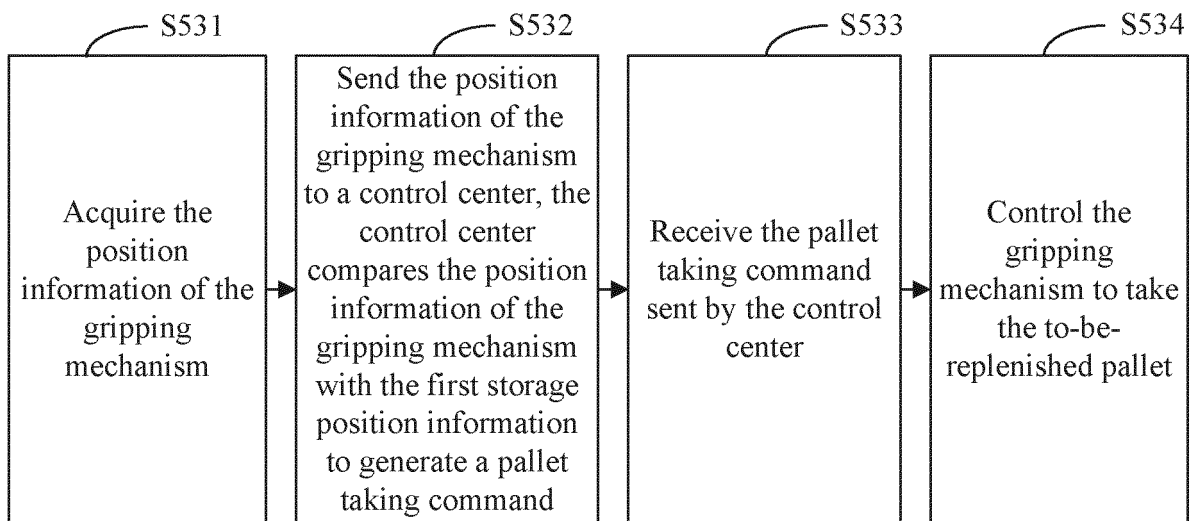 S531
S532
S533
S534
Acquire the
position
information of the
gripping
mechanism
Send the position
information of the
gripping mechanism
to a control center, the
control center
compares the position
information of the
gripping mechanism
with the first storage
position information
to generate a pallet
taking command
Receive the pallet
taking command
sent by the control
center
Control the
gripping
mechanism to take
the to-be-
replenished pallet